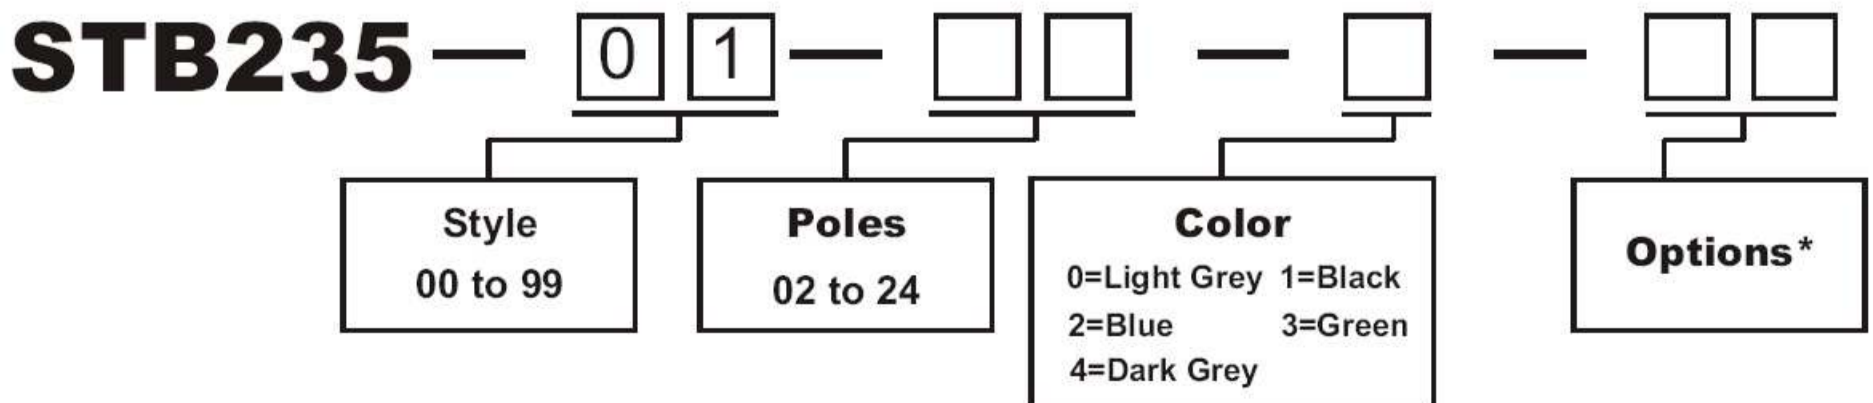 STB235 — 0 1 — — —
Style
00 to 99
Poles
02 to 24
Color
0=Light Grey 1=Black
2=Blue 3=Green
4=Dark Grey
Options*